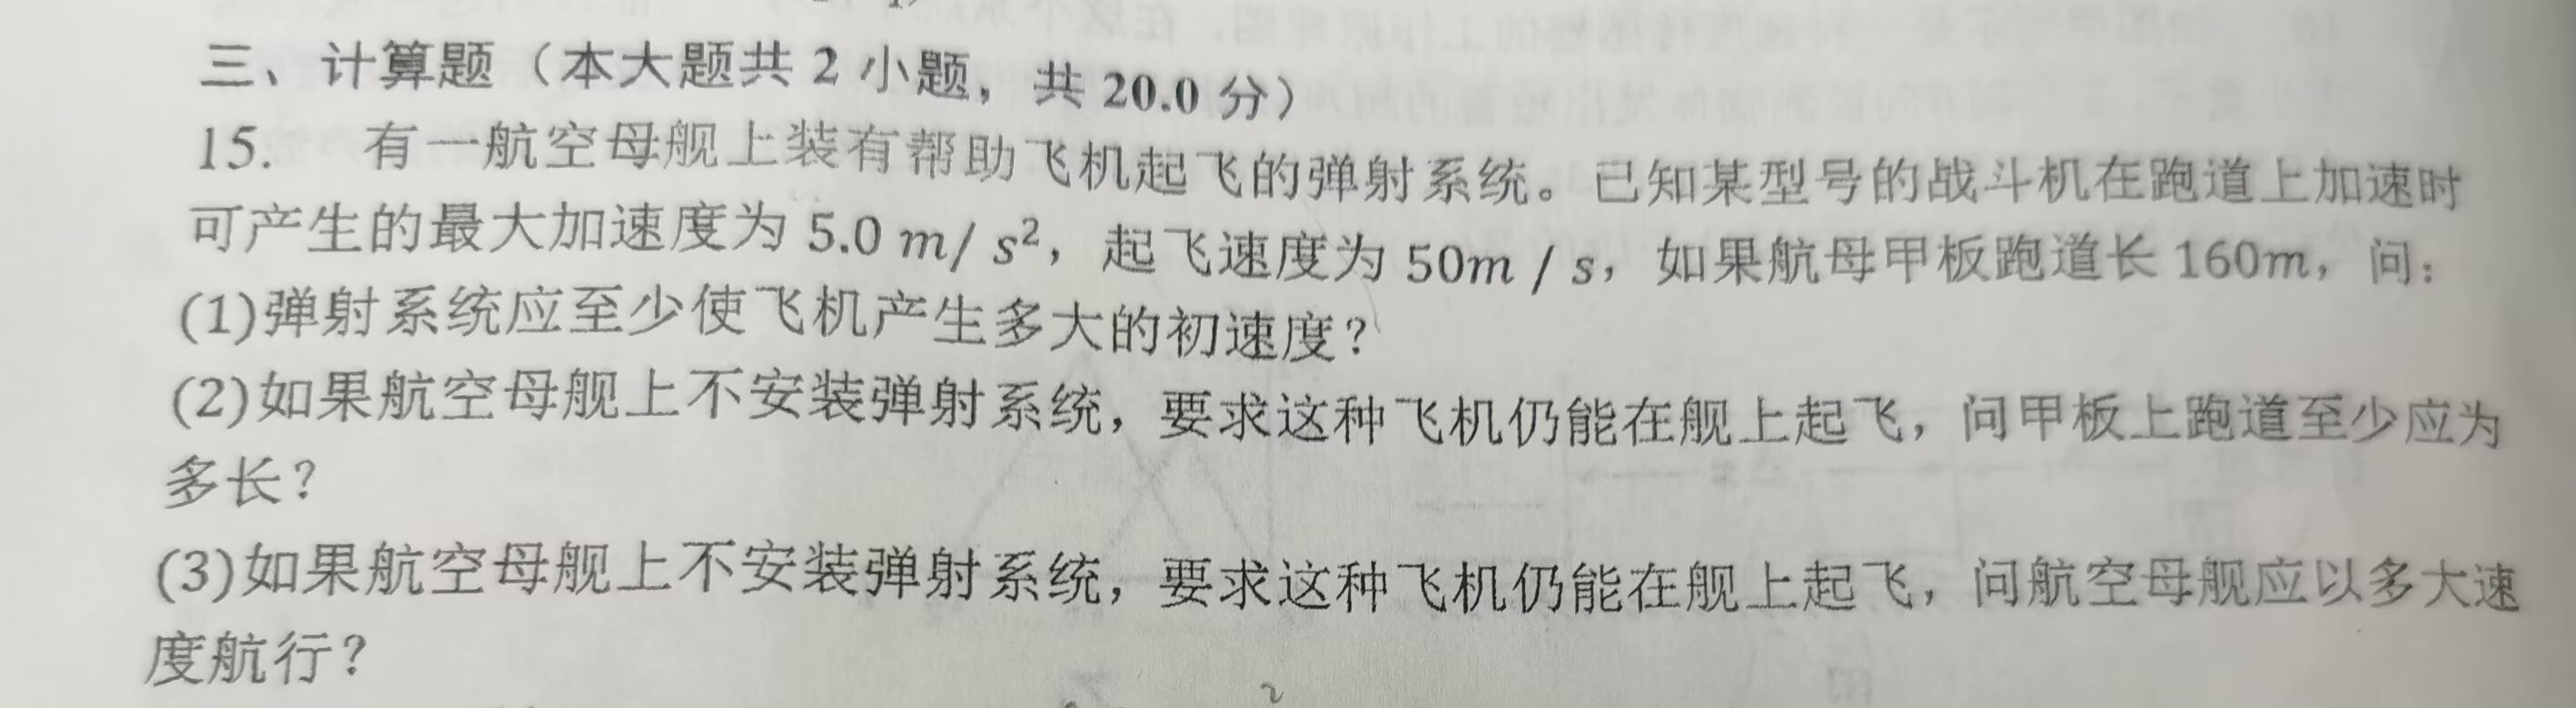 三、计算题（本大题共 2 小题，共 20.0 分）
15. 有一航空母舰上装有帮助飞机起飞的弹射系统。已知某型号的战斗机在跑道上加速时
可产生的最大加速度为 5.0 m/ s²，起飞速度为 50m / s，如果航母甲板跑道长 160m，问：
(1)弹射系统应至少使飞机产生多大的初速度？
(2)如果航空母舰上不安装弹射系统，要求这种飞机仍能在舰上起飞，问甲板上跑道至少应为
多长？
(3)如果航空母舰上不安装弹射系统，要求这种飞机仍能在舰上起飞，问航空母舰应以多大速
度航行？